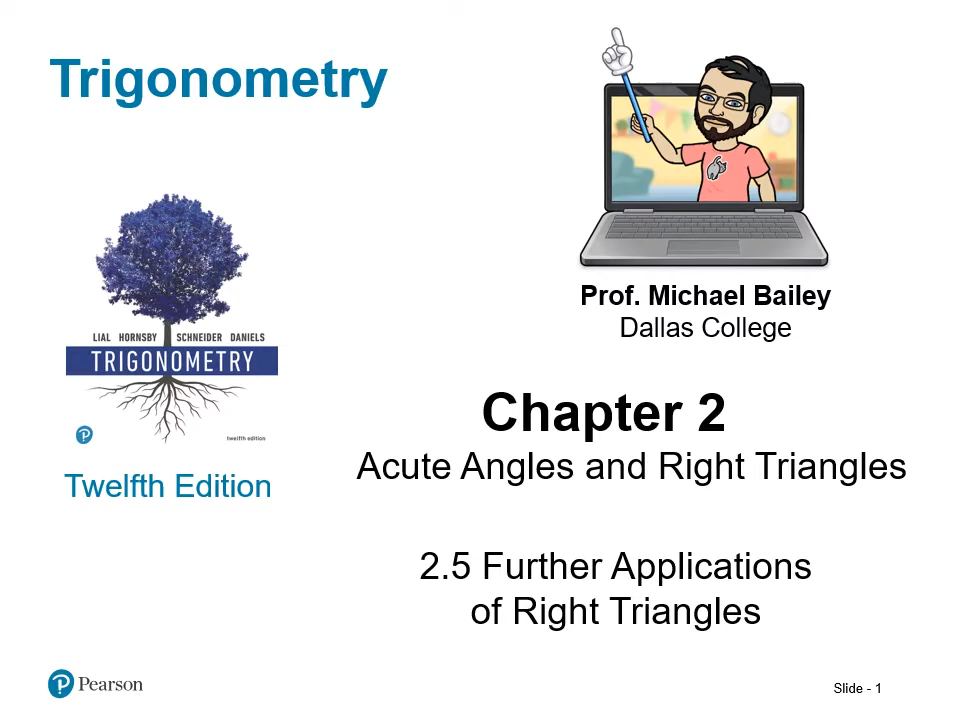 Trigonometry
Prof. Michael Bailey
Dallas College
LIAL HORNSBY SCHNEIDER DANIELS
TRIGONOMETRY
twelfth edition
Twelfth Edition
Chapter 2
Acute Angles and Right Triangles
2.5 Further Applications
of Right Triangles
Pearson
Slide - 1